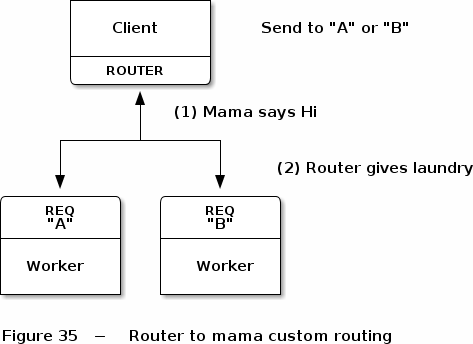 Client
Send to "A" or "B"
ROUTER
(1) Mama says Hi
(2) Router gives laundry
REQ
"A"
Worker
REQ
"B"
Worker
Figure 35 – Router to mama custom routing